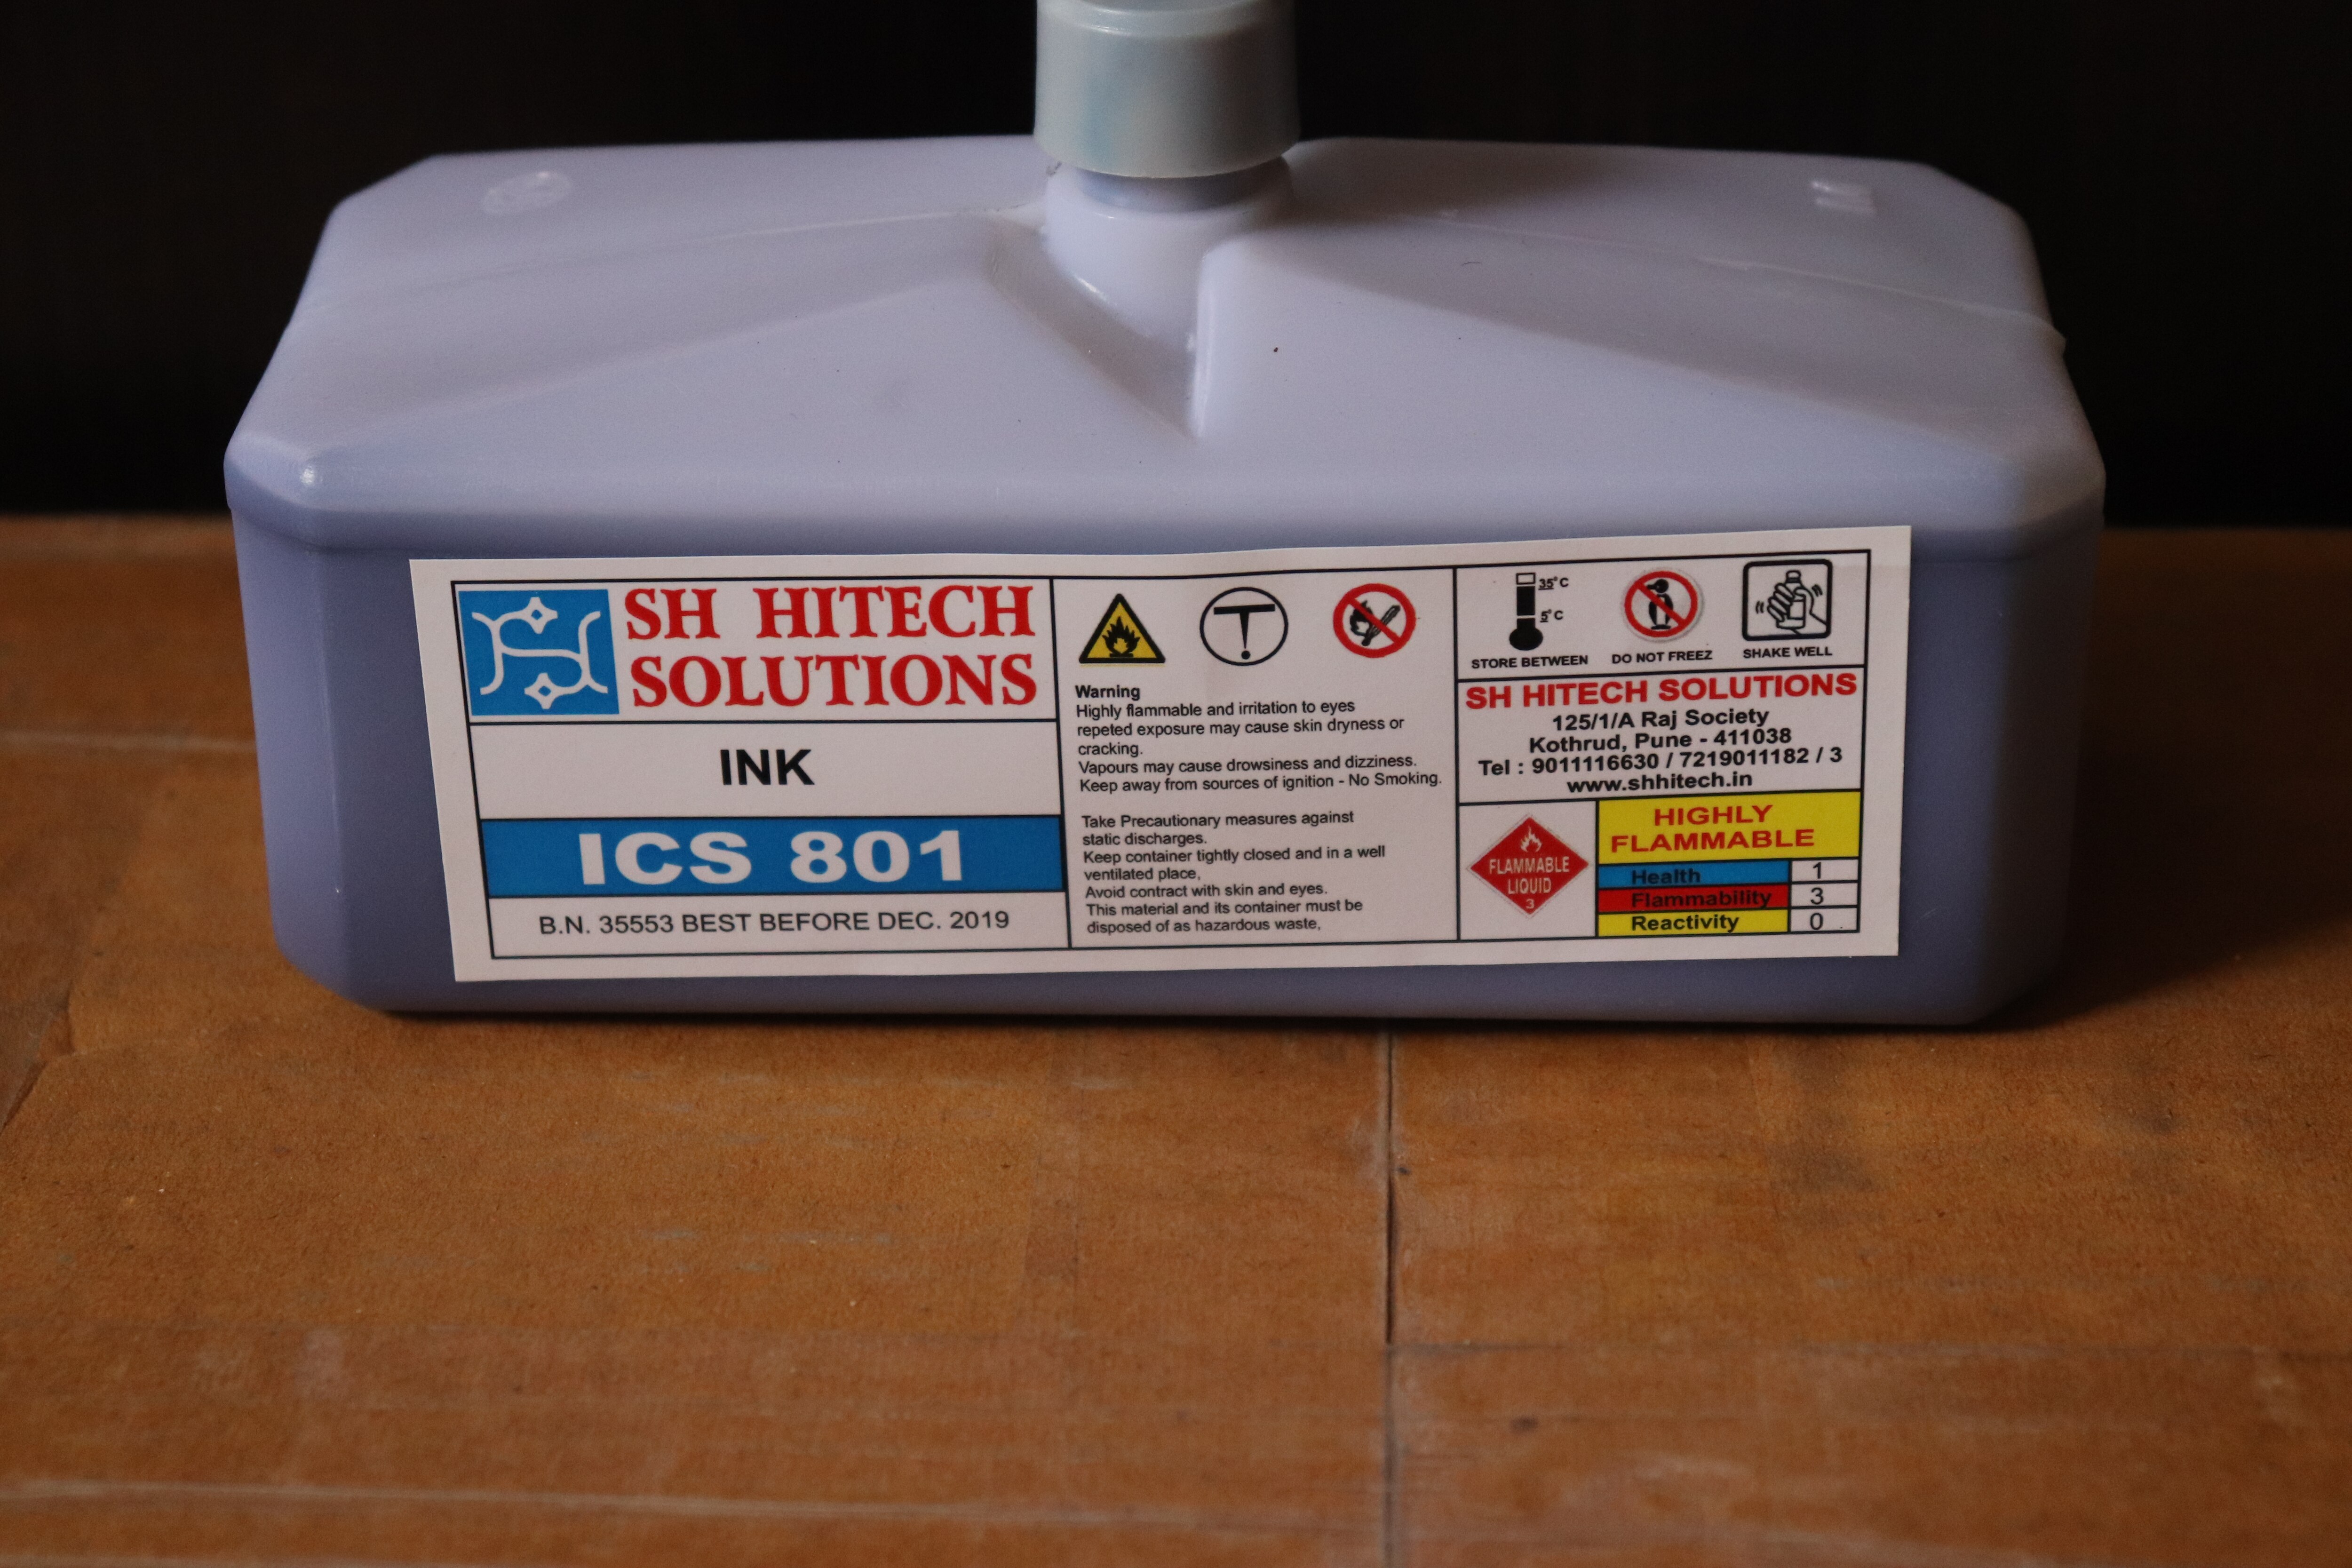 SH HITECH
SOLUTIONS
INK
ICS 801
B.N. 35553 BEST BEFORE DEC. 2019
Warning
Highly flammable and irritation to eyes
repeted exposure may cause skin dryness or
cracking.
Vapours may cause drowsiness and dizziness.
Keep away from sources of ignition - No Smoking.
Take Precautionary measures against
static discharges.
Keep container tightly closed and in a well
ventilated place,
Avoid contract with skin and eyes.
This material and its container must be
disposed of as hazardous waste,
35°C
5°C
STORE BETWEEN
DO NOT FREEZ
SHAKE WELL
SH HITECH SOLUTIONS
125/1/A Raj Society
Kothrud, Pune - 411038
Tel : 9011116630 / 7219011182 / 3
www.shhitech.in
FLAMMABLE
LIQUID
3
HIGHLY
FLAMMABLE
Health 1
Flammability 3
Reactivity 0